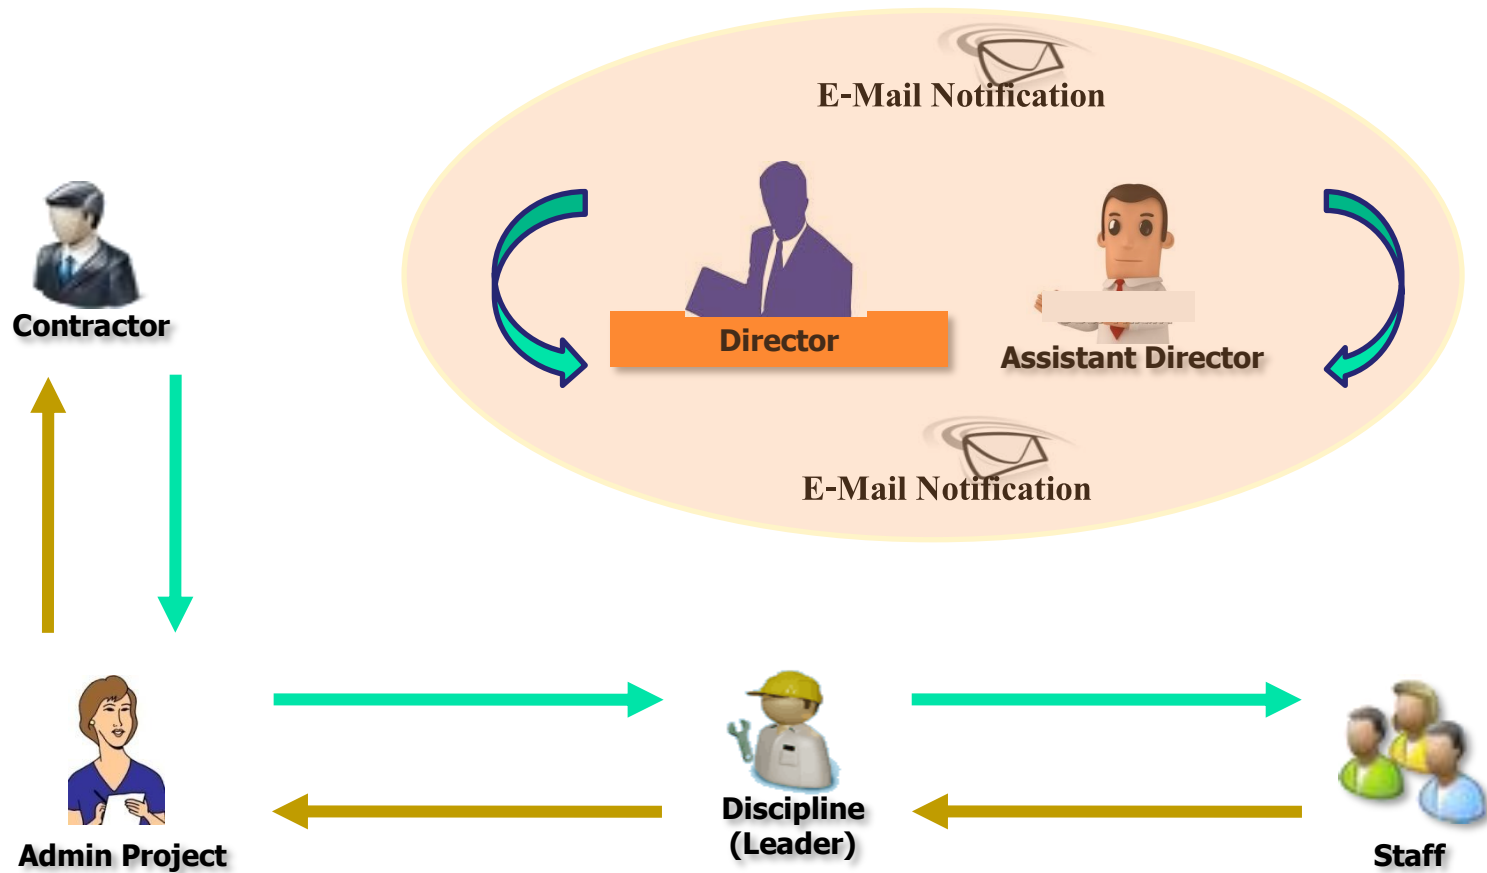 E-Mail Notification
Contractor
Director
Assistant Director
E-Mail Notification
Admin Project
Discipline
(Leader)
Staff